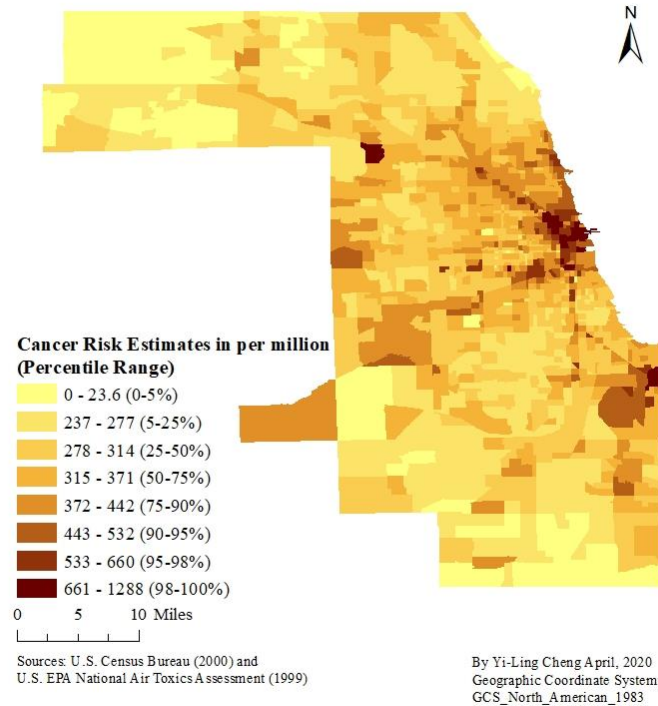 N
Cancer Risk Estimates in per million
(Percentile Range)
0 - 23.6 (0-5%)
237 - 277 (5-25%)
278 - 314 (25-50%)
315 - 371 (50-75%)
372 - 442 (75-90%)
443 - 532 (90-95%)
533 - 660 (95-98%)
661 - 1288 (98-100%)
0 5 10 Miles
Sources: U.S. Census Bureau (2000) and
U.S. EPA National Air Toxics Assessment (1999)
By Yi-Ling Cheng April, 2020
Geographic Coordinate System
GCS_North_American_1983